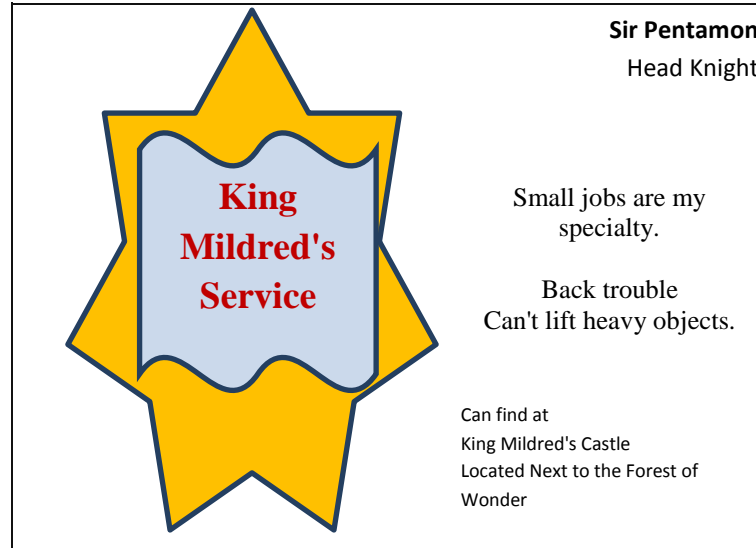 Sir Pentamon
Head Knight
King
Mildred's
Service
Small jobs are my
specialty.
Back trouble
Can't lift heavy objects.
Can find at
King Mildred's Castle
Located Next to the Forest of
Wonder